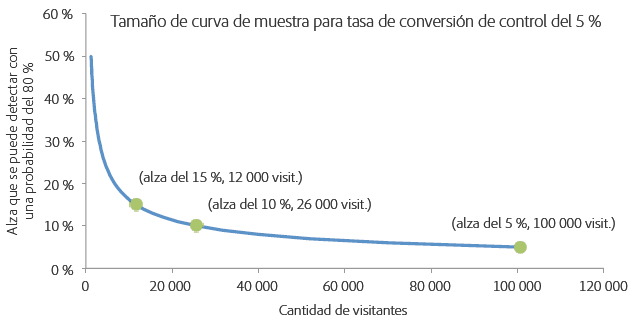 Tamaño de curva de muestra para tasa de conversión de control del 5 %
Alza que se puede detectar con
una probabilidad del 80 %
60 %
50 %
40 %
30 %
20 %
10 %
0 %
(alza del 15 %, 12 000 visit.)
(alza del 10 %, 26 000 visit.)
(alza del 5 %, 100 000 visit.)
0
20 000
40 000
60 000
80 000
100 000
120 000
Cantidad de visitantes